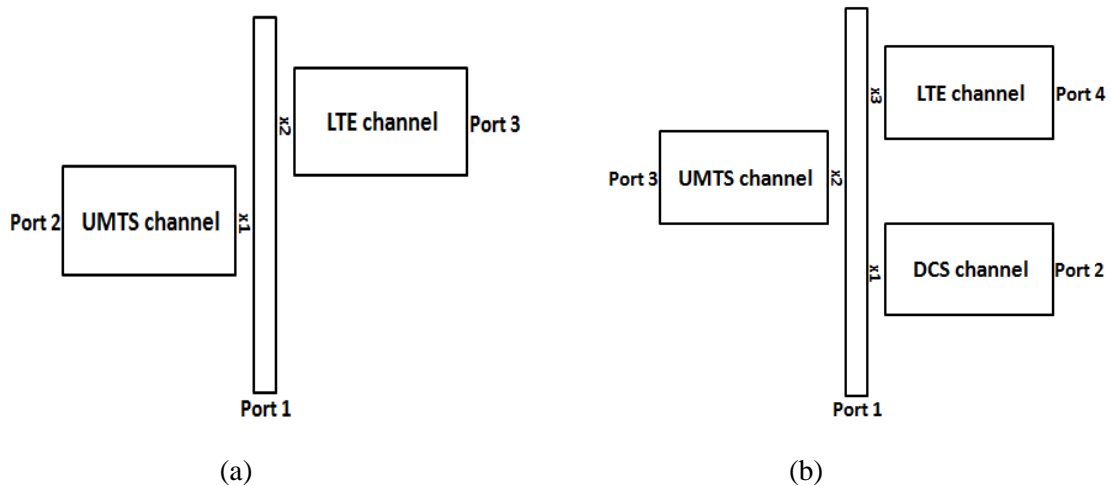 x2
LTE channel
Port 3
Port 2
UMTS channel
x1
Port 1
(a)
x3
LTE channel
Port 4
Port 3
UMTS channel
x2
x1
DCS channel
Port 2
Port 1
(b)